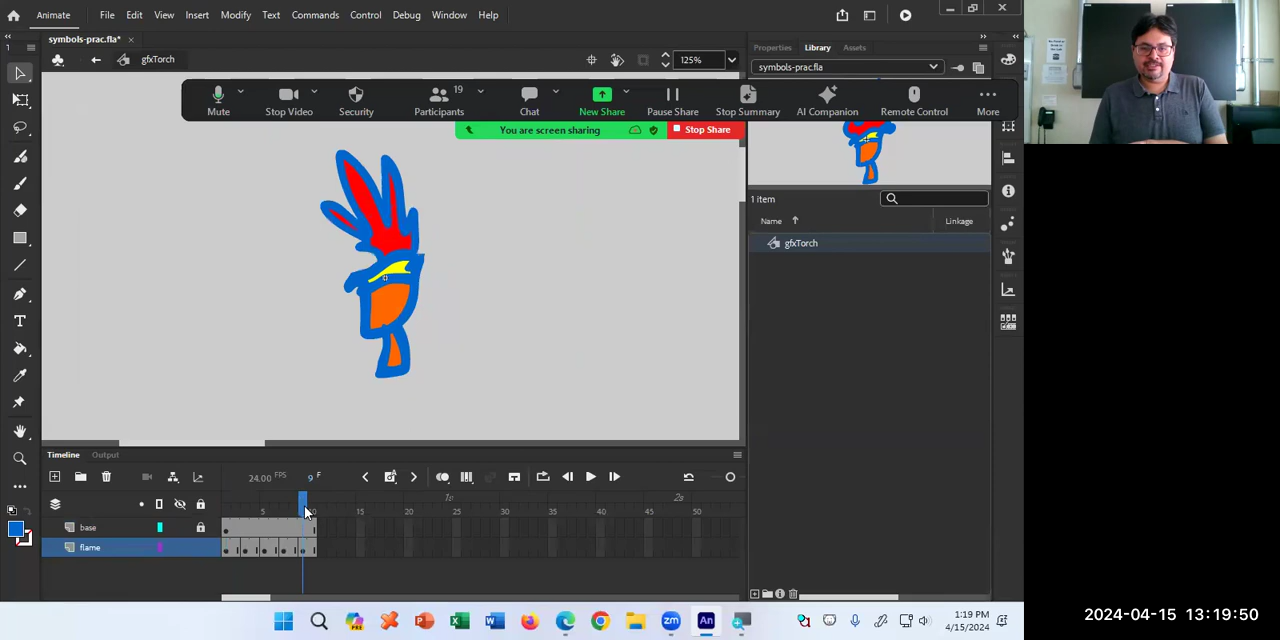 Animate File Edit View Insert Modify Text Commands Control Debug Window Help
symbols-prac.fla* ×
gfxTorch 125%
Properties Library Assets
symbols-prac.fla
Mute Stop Video Security Participants 19 Chat New Share Pause Share Stop Summary AI Companion Remote Control More
You are screen sharing Stop Share
1 item
Name Linkage
gfxTorch
Timeline Output
24.00 FPS 9 F
1s 2s
5 10 15 20 25 30 35 40 45 50
base
flame
1:19 PM
4/15/2024
2024-04-15 13:19:50